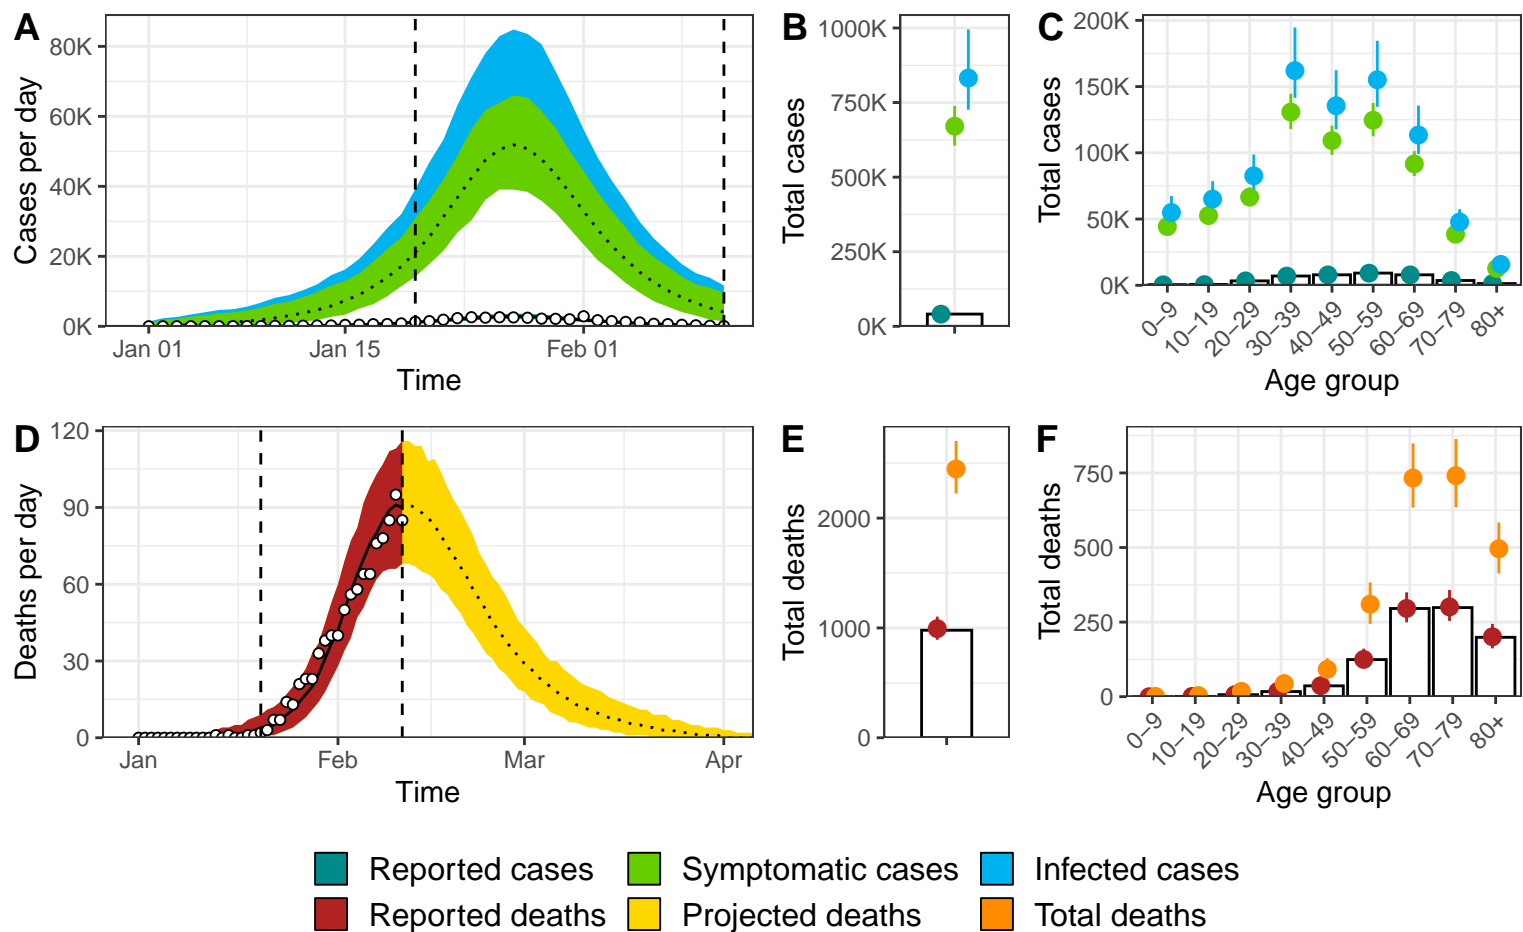 A
Cases per day
80K
60K
40K
20K
0K
Jan 01
Jan 15
Feb 01
Time
B
Total cases
1000K
750K
500K
250K
0K
C
Total cases
200K
150K
100K
50K
0K
0–9
10–19
20–29
30–39
40–49
50–59
60–69
70–79
80+
Age group
D
Deaths per day
120
90
60
30
0
Jan
Feb
Mar
Apr
Time
E
Total deaths
2000
1000
0
F
Total deaths
750
500
250
0
0–9
10–19
20–29
30–39
40–49
50–59
60–69
70–79
80+
Age group
Reported cases
Symptomatic cases
Infected cases
Reported deaths
Projected deaths
Total deaths